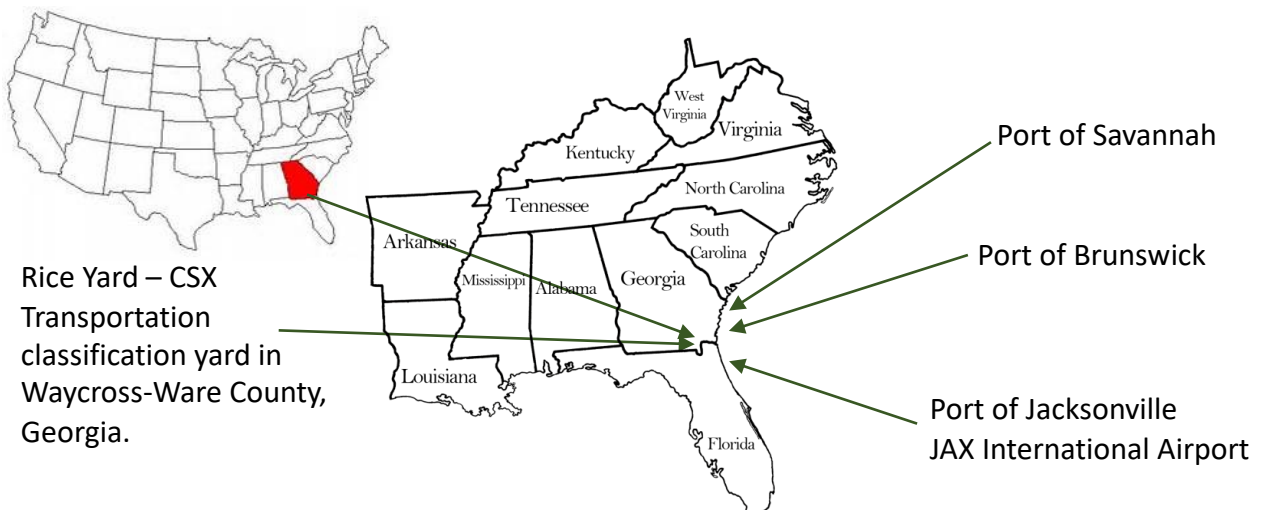 West
Virginia
Virginia
Kentucky
North Carolina
Tennessee
South
Carolina
Arkansas
Mississippi
Alabama
Georgia
Louisiana
Florida
Port of Savannah
Port of Brunswick
Port of Jacksonville
JAX International Airport
Rice Yard – CSX
Transportation
classification yard in
Waycross-Ware County,
Georgia.